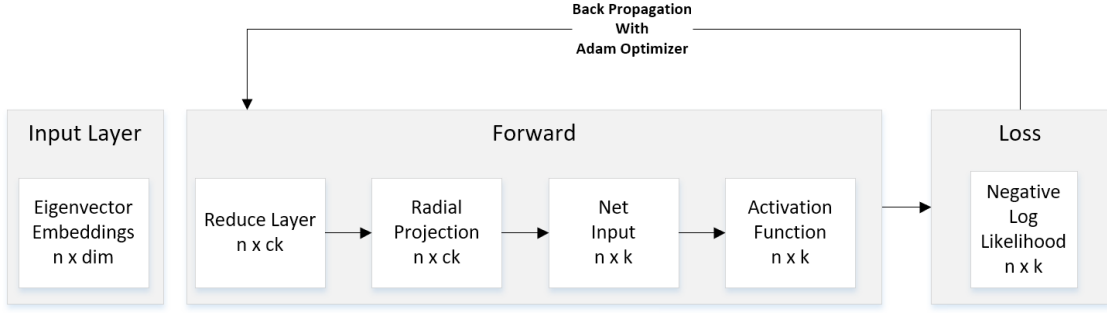 Back Propagation
With
Adam Optimizer
Input Layer
Eigenvector
Embeddings
n x dim
Forward
Reduce Layer
n x ck
Radial
Projection
n x ck
Net
Input
n x k
Activation
Function
n x k
Loss
Negative
Log
Likelihood
n x k